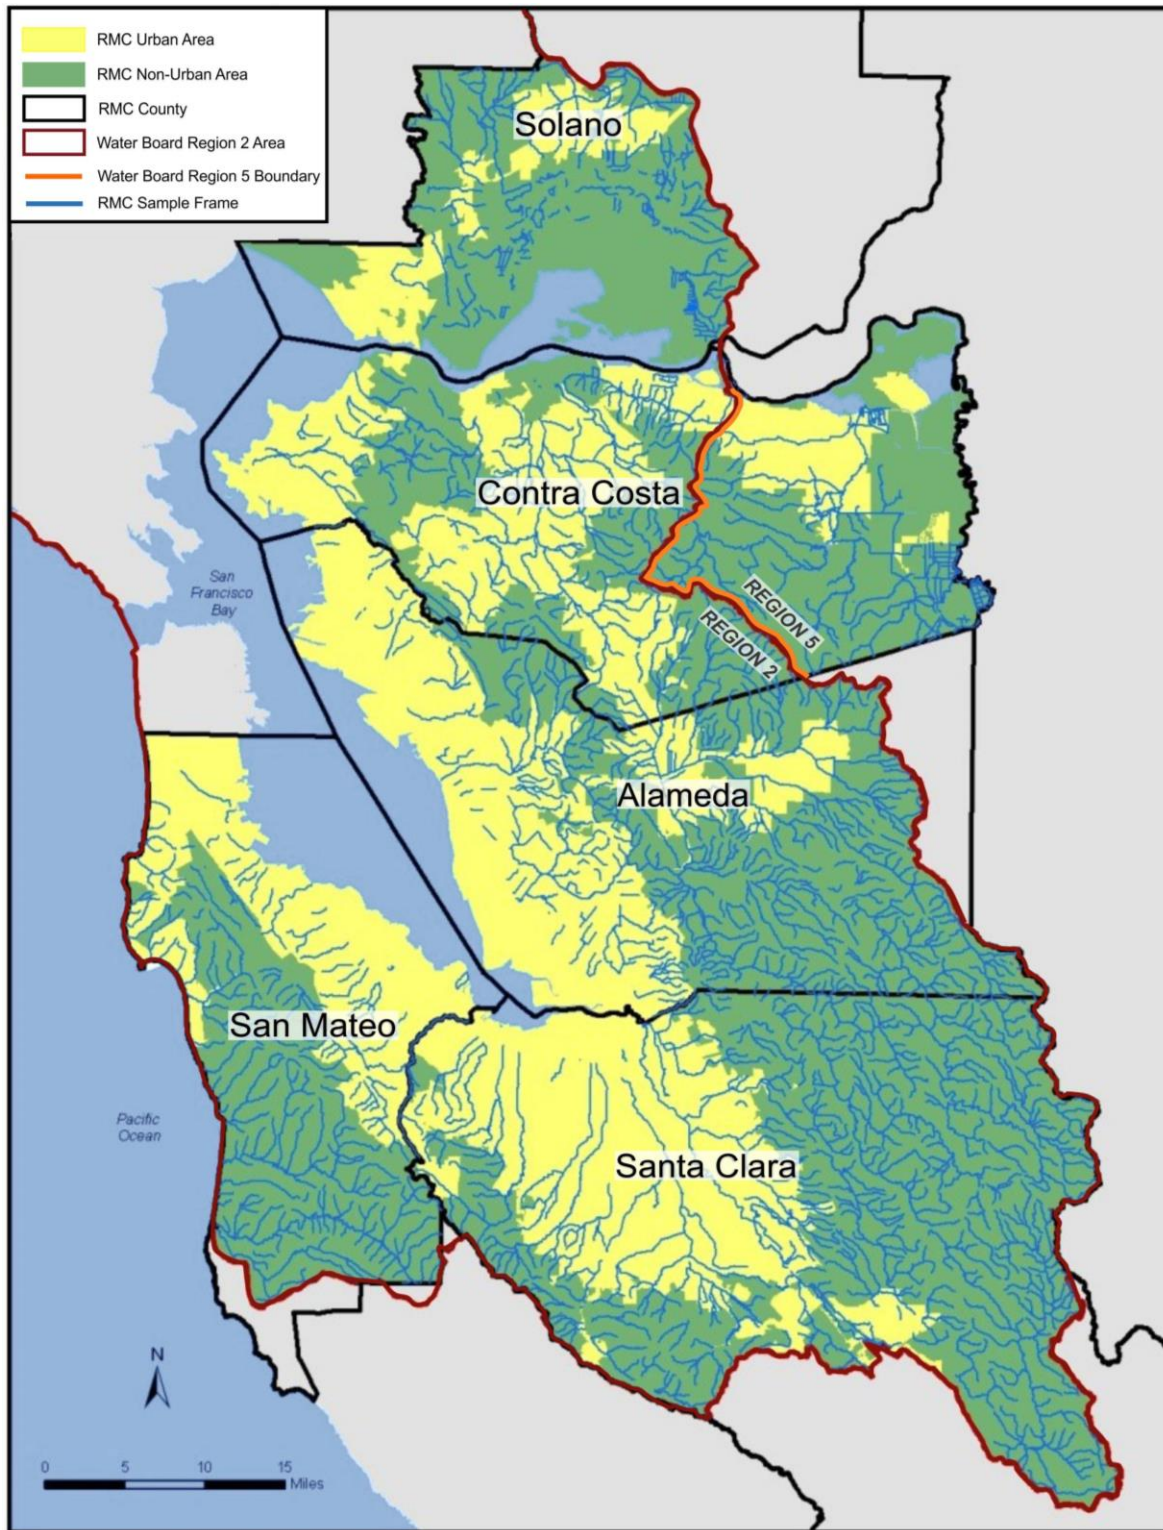 RMC Urban Area
RMC Non-Urban Area
RMC County
Water Board Region 2 Area
Water Board Region 5 Boundary
RMC Sample Frame
Solano
Contra Costa
San
Francisco
Bay
REGION 5
REGION 2
Alameda
San Mateo
Pacific
Ocean
Santa Clara
N
0 5 10 15
Miles